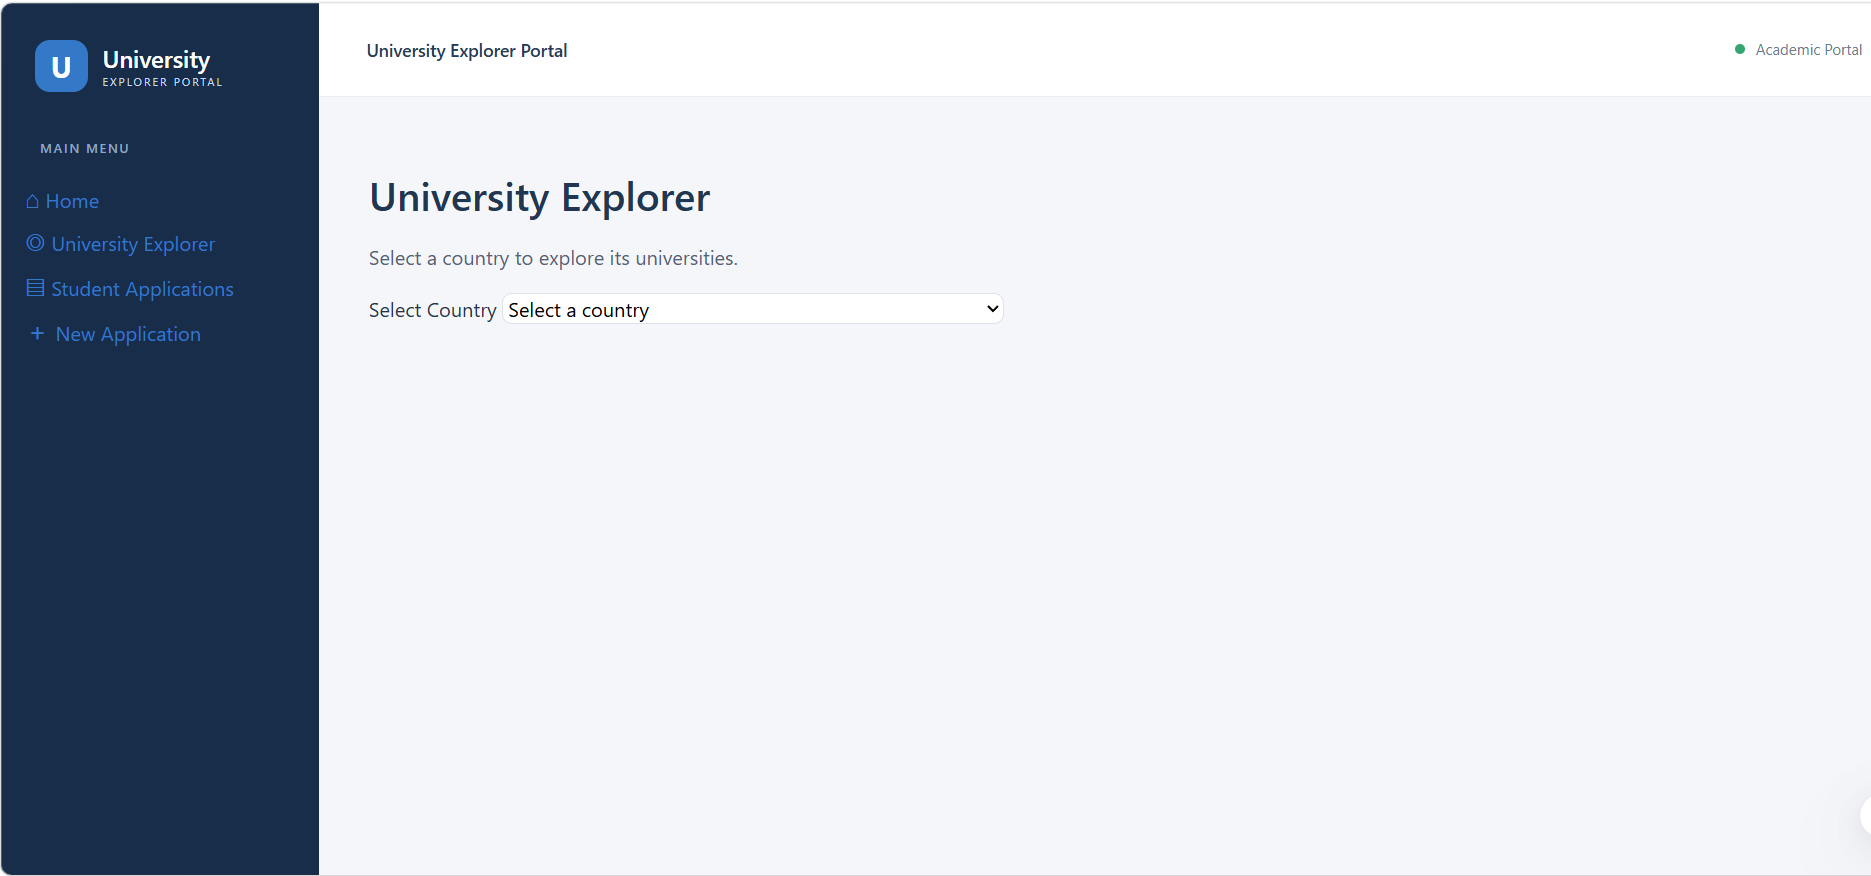 U
University
EXPLORER PORTAL
MAIN MENU
Home
University Explorer
Student Applications
+ New Application
University Explorer Portal
Academic Portal
University Explorer
Select a country to explore its universities.
Select Country Select a country